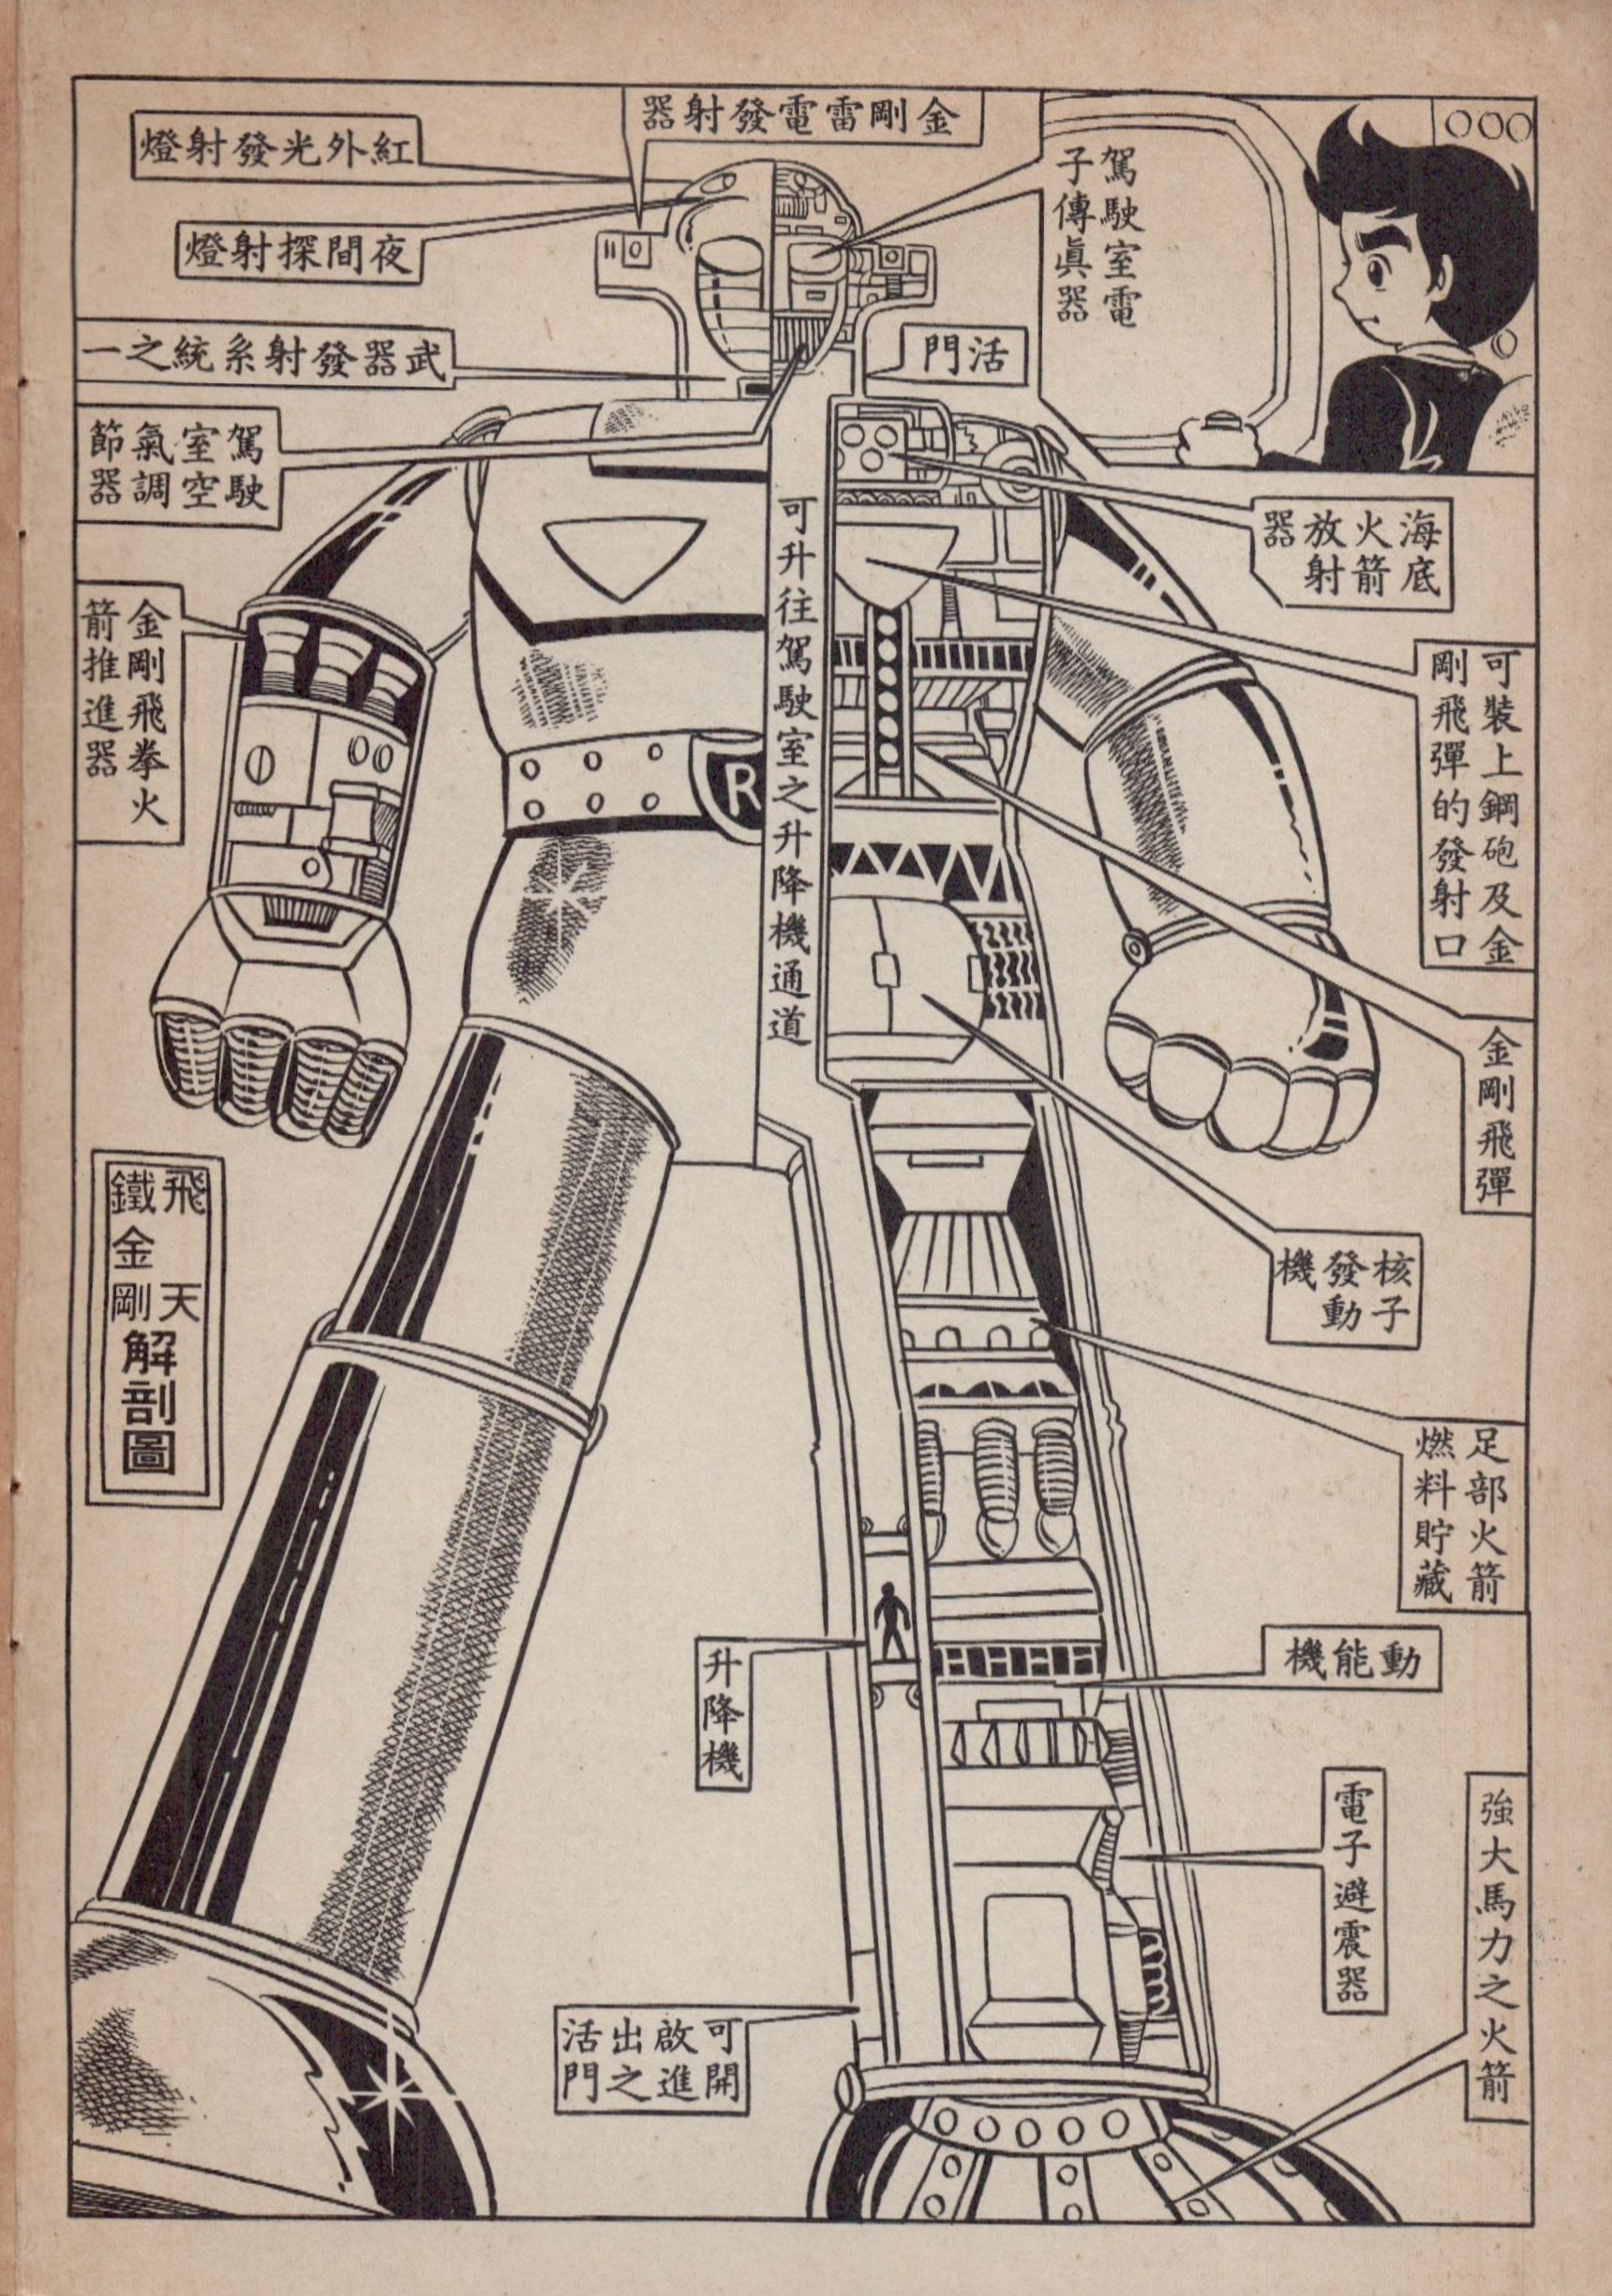 金剛雷電發射器
紅外光發射燈
夜間探射燈
武器發射系統之一
駕駛室電
子傳眞器
活門
駕駛
室空
氣調
節器
海底
火箭
放射
器
金剛飛拳火
箭推進器
可升往駕駛室之升降機通道
可裝上鋼砲及金
剛飛彈的發射口
R
金剛飛彈
核子
發動
機
飛天
鐵金剛
解剖圖
足部火箭
燃料貯藏
動能機
升降機
電子避震器
強大馬力之火箭
可開
啟進
出之
活門